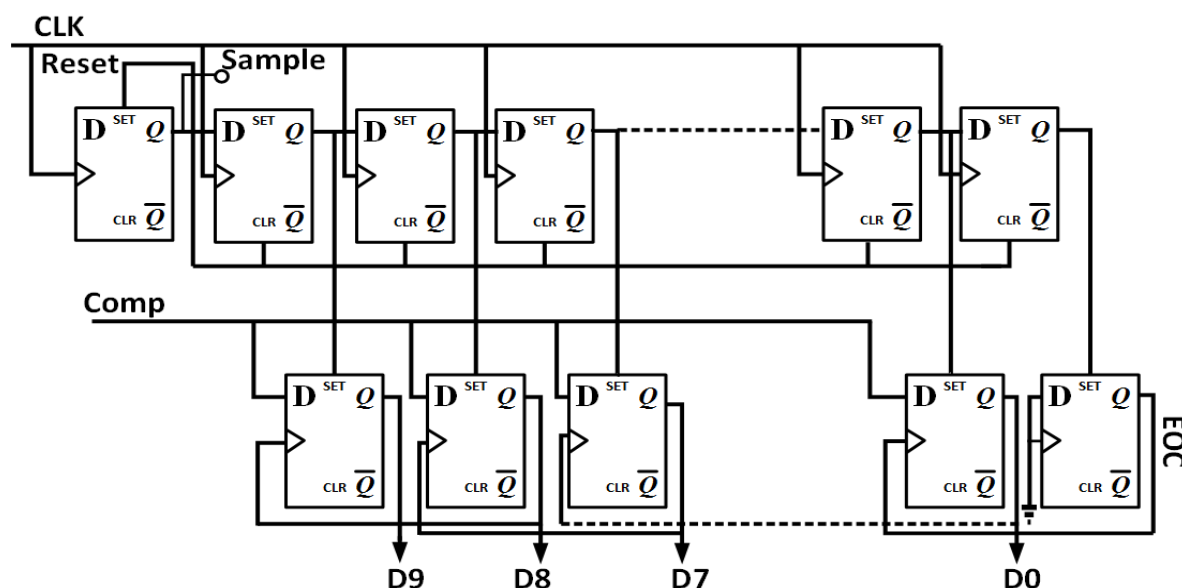 CLK
Reset Sample
D SET Q D SET Q D SET Q D SET Q D SET Q D SET Q
CLR Q̅ CLR Q̅ CLR Q̅ CLR Q̅ CLR Q̅ CLR Q̅
Comp
D SET Q D SET Q D SET Q D SET Q D SET Q
EOC
CLR Q̅ CLR Q̅ CLR Q̅ CLR Q̅ CLR Q̅
D9 D8 D7 D0